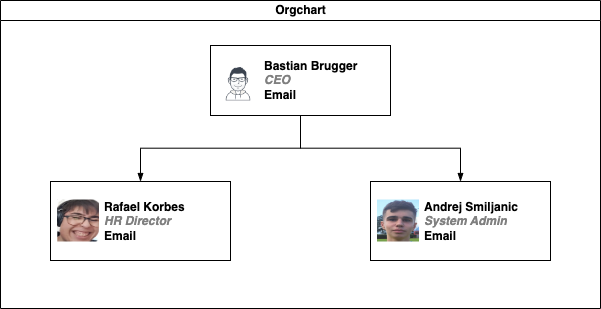 Orgchart
Bastian Brugger
CEO
Email
Rafael Korbes
HR Director
Email
Andrej Smiljanic
System Admin
Email